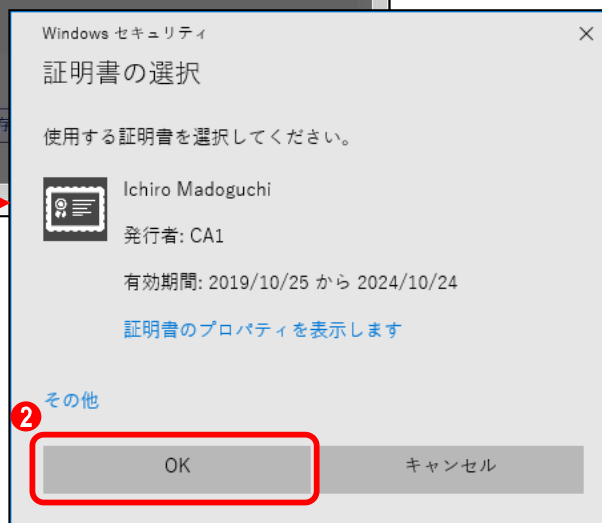 Windows セキュリティ
証明書の選択
使用する証明書を選択してください。
Ichiro Madoguchi
発行者: CA1
有効期間: 2019/10/25 から 2024/10/24
証明書のプロパティを表示します
その他
2
OK
キャンセル